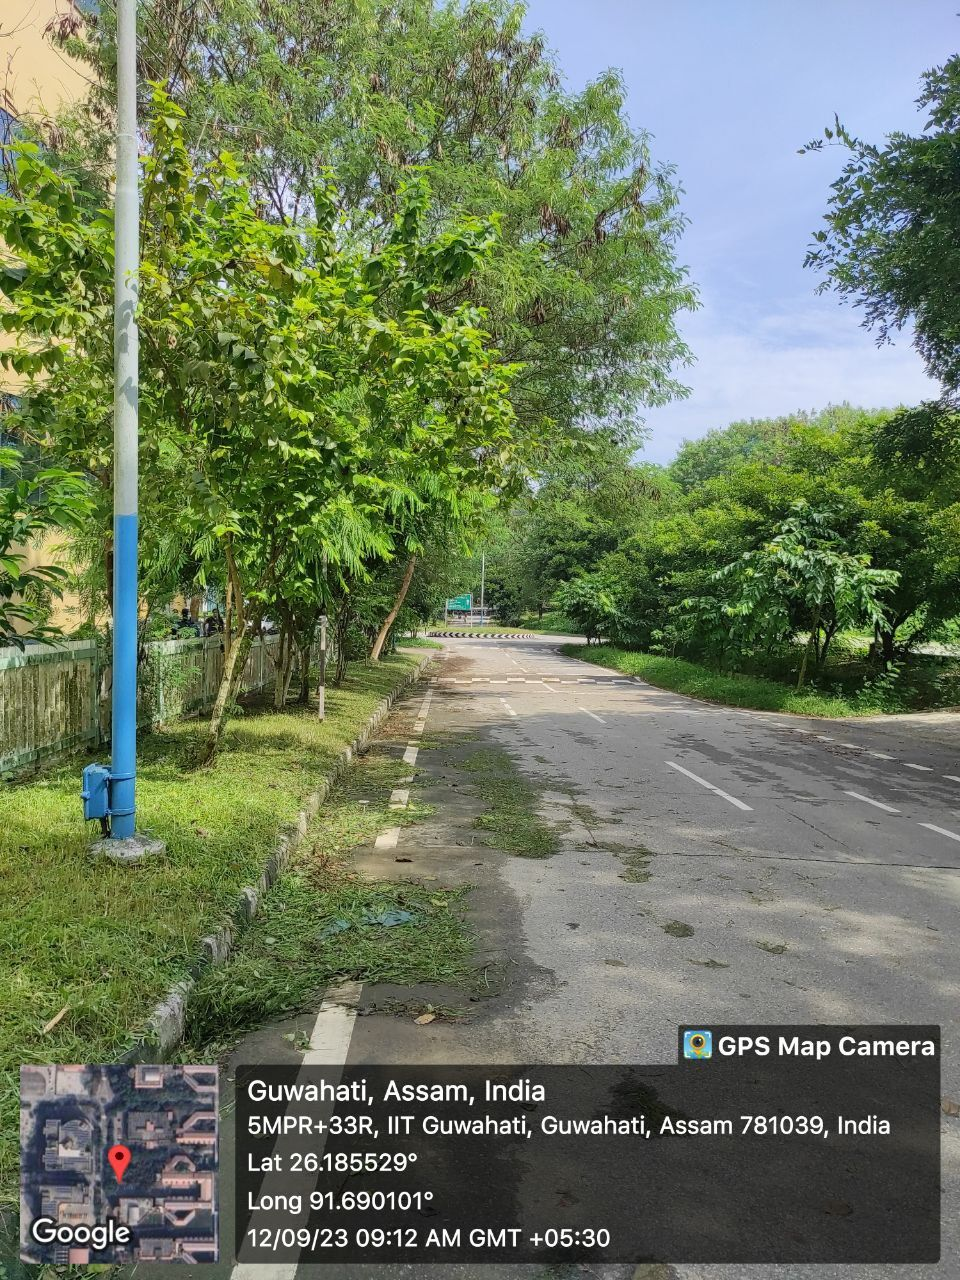 GPS Map Camera
Guwahati, Assam, India
5MPR+33R, IIT Guwahati, Guwahati, Assam 781039, India
Lat 26.185529°
Long 91.690101°
12/09/23 09:12 AM GMT +05:30
Google